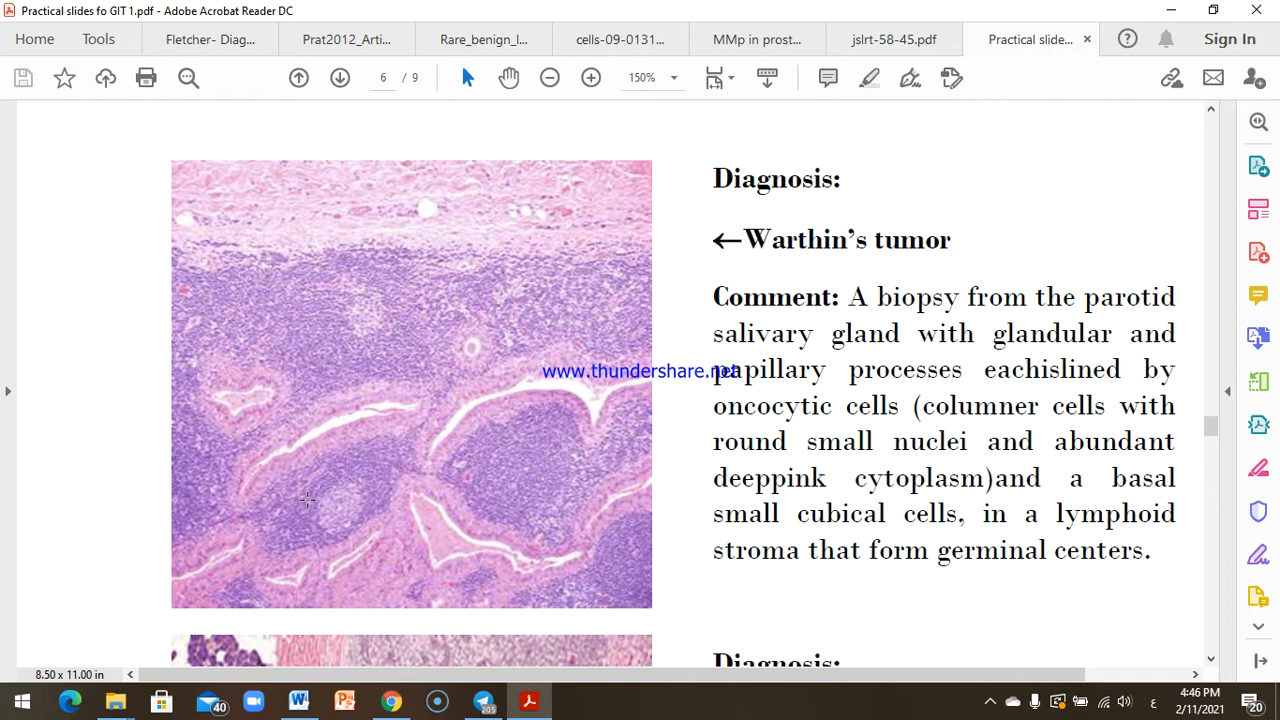 Practical slides fo GIT 1.pdf - Adobe Acrobat Reader DC
Home Tools Fletcher- Diag... Prat2012_Arti... Rare_benign_l... cells-09-0131... MMp in prost... jslrt-58-45.pdf Practical slide... × Sign In
6 / 9 150%
Diagnosis:
←Warthin’s tumor
Comment: A biopsy from the parotid
salivary gland with glandular and
www.thundershare.net
papillary processes eachislined by
oncocytic cells (columner cells with
round small nuclei and abundant
deeppink cytoplasm)and a basal
small cubical cells, in a lymphoid
stroma that form germinal centers.
Diagnosis:
8.50 x 11.00 in
40 205 ع 4:46 PM
2/11/2021 20